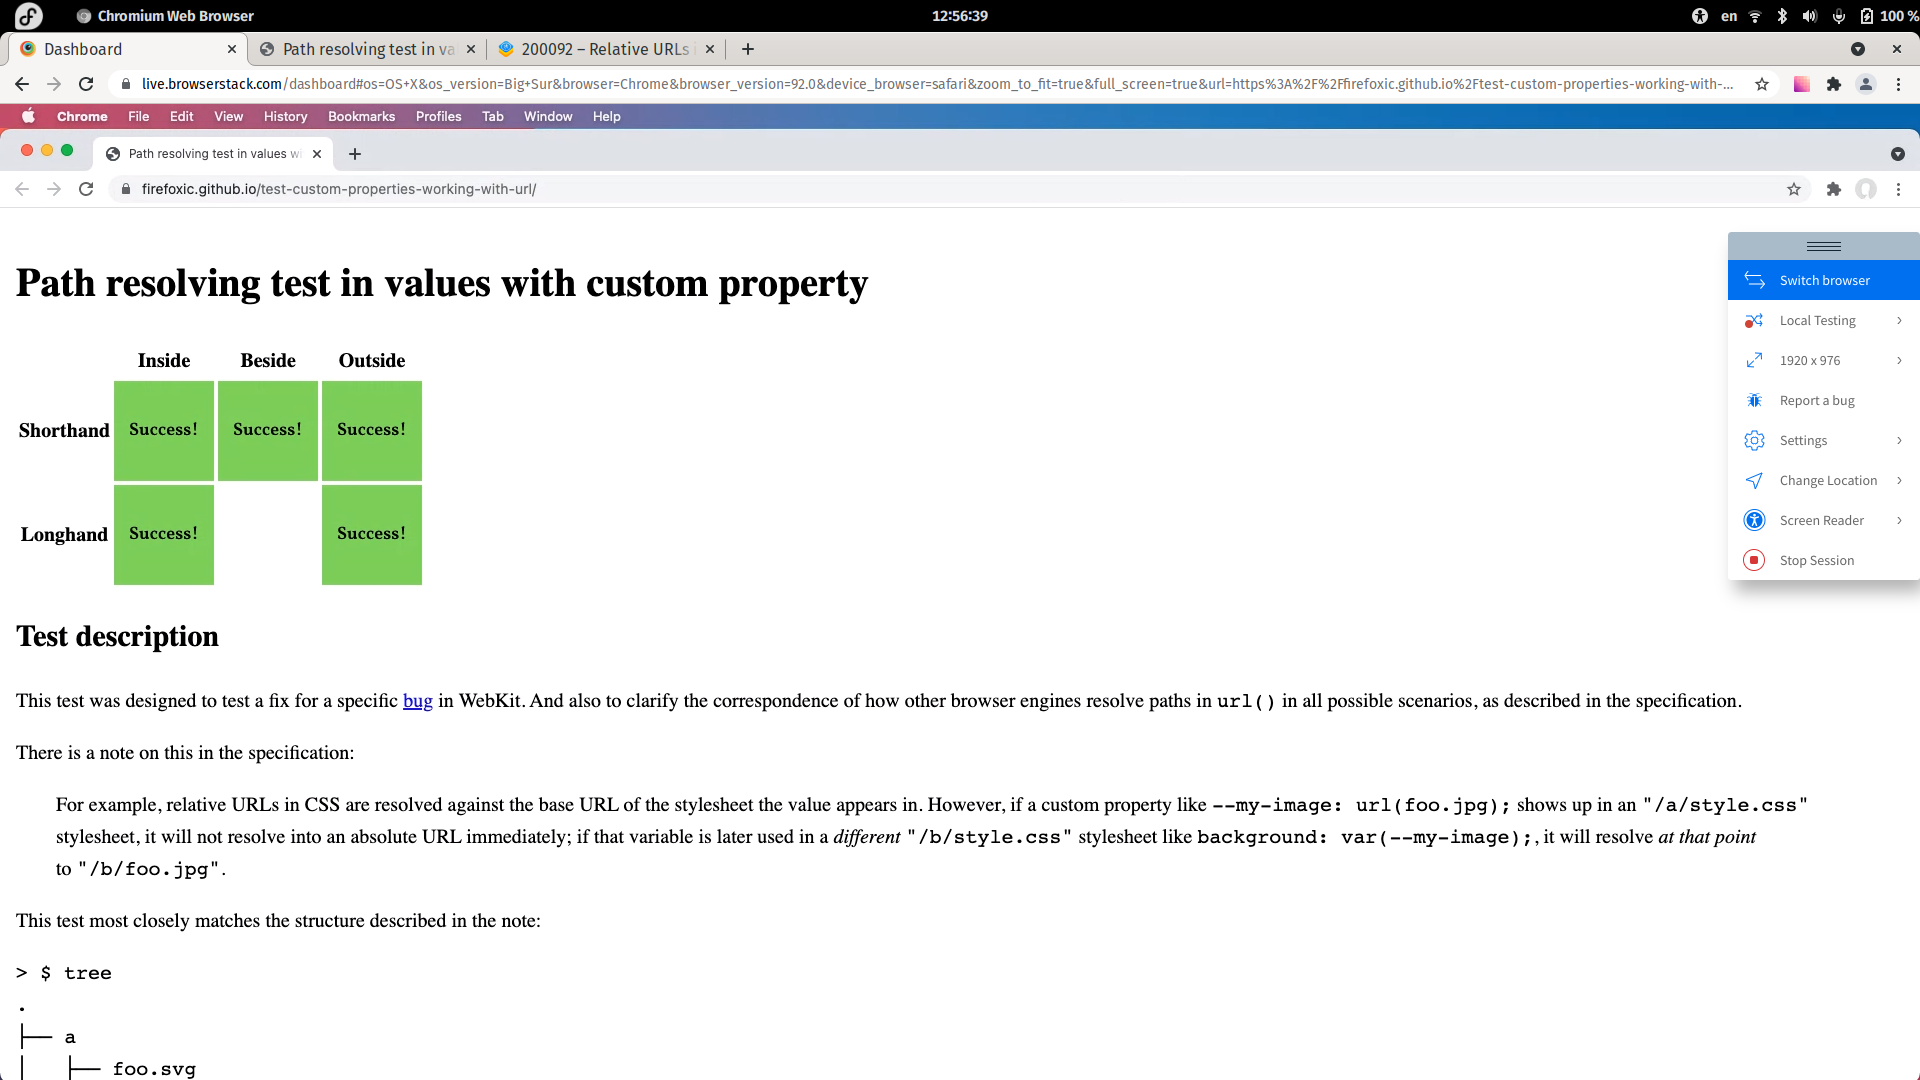 Chromium Web Browser
12:56:39
en
100 %
Dashboard
Path resolving test in va
200092 – Relative URLs i
live.browserstack.com/dashboard#os=OS+X&os_version=Big+Sur&browser=Chrome&browser_version=92.0&device_browser=safari&zoom_to_fit=true&full_screen=true&url=https%3A%2F%2Ffirefoxic.github.io%2Ftest-custom-properties-working-with-...
Chrome File Edit View History Bookmarks Profiles Tab Window Help
Path resolving test in values wi
firefoxic.github.io/test-custom-properties-working-with-url/
Path resolving test in values with custom property
Inside Beside Outside
Shorthand Success! Success! Success!
Longhand Success! Success!
Switch browser
Local Testing
1920 x 976
Report a bug
Settings
Change Location
Screen Reader
Stop Session
Test description
This test was designed to test a fix for a specific bug in WebKit. And also to clarify the correspondence of how other browser engines resolve paths in url() in all possible scenarios, as described in the specification.
There is a note on this in the specification:
For example, relative URLs in CSS are resolved against the base URL of the stylesheet the value appears in. However, if a custom property like --my-image: url(foo.jpg); shows up in an "/a/style.css"
stylesheet, it will not resolve into an absolute URL immediately; if that variable is later used in a different "/b/style.css" stylesheet like background: var(--my-image);, it will resolve at that point
to "/b/foo.jpg".
This test most closely matches the structure described in the note:
> $ tree
.
├── a
│   ├── foo.svg